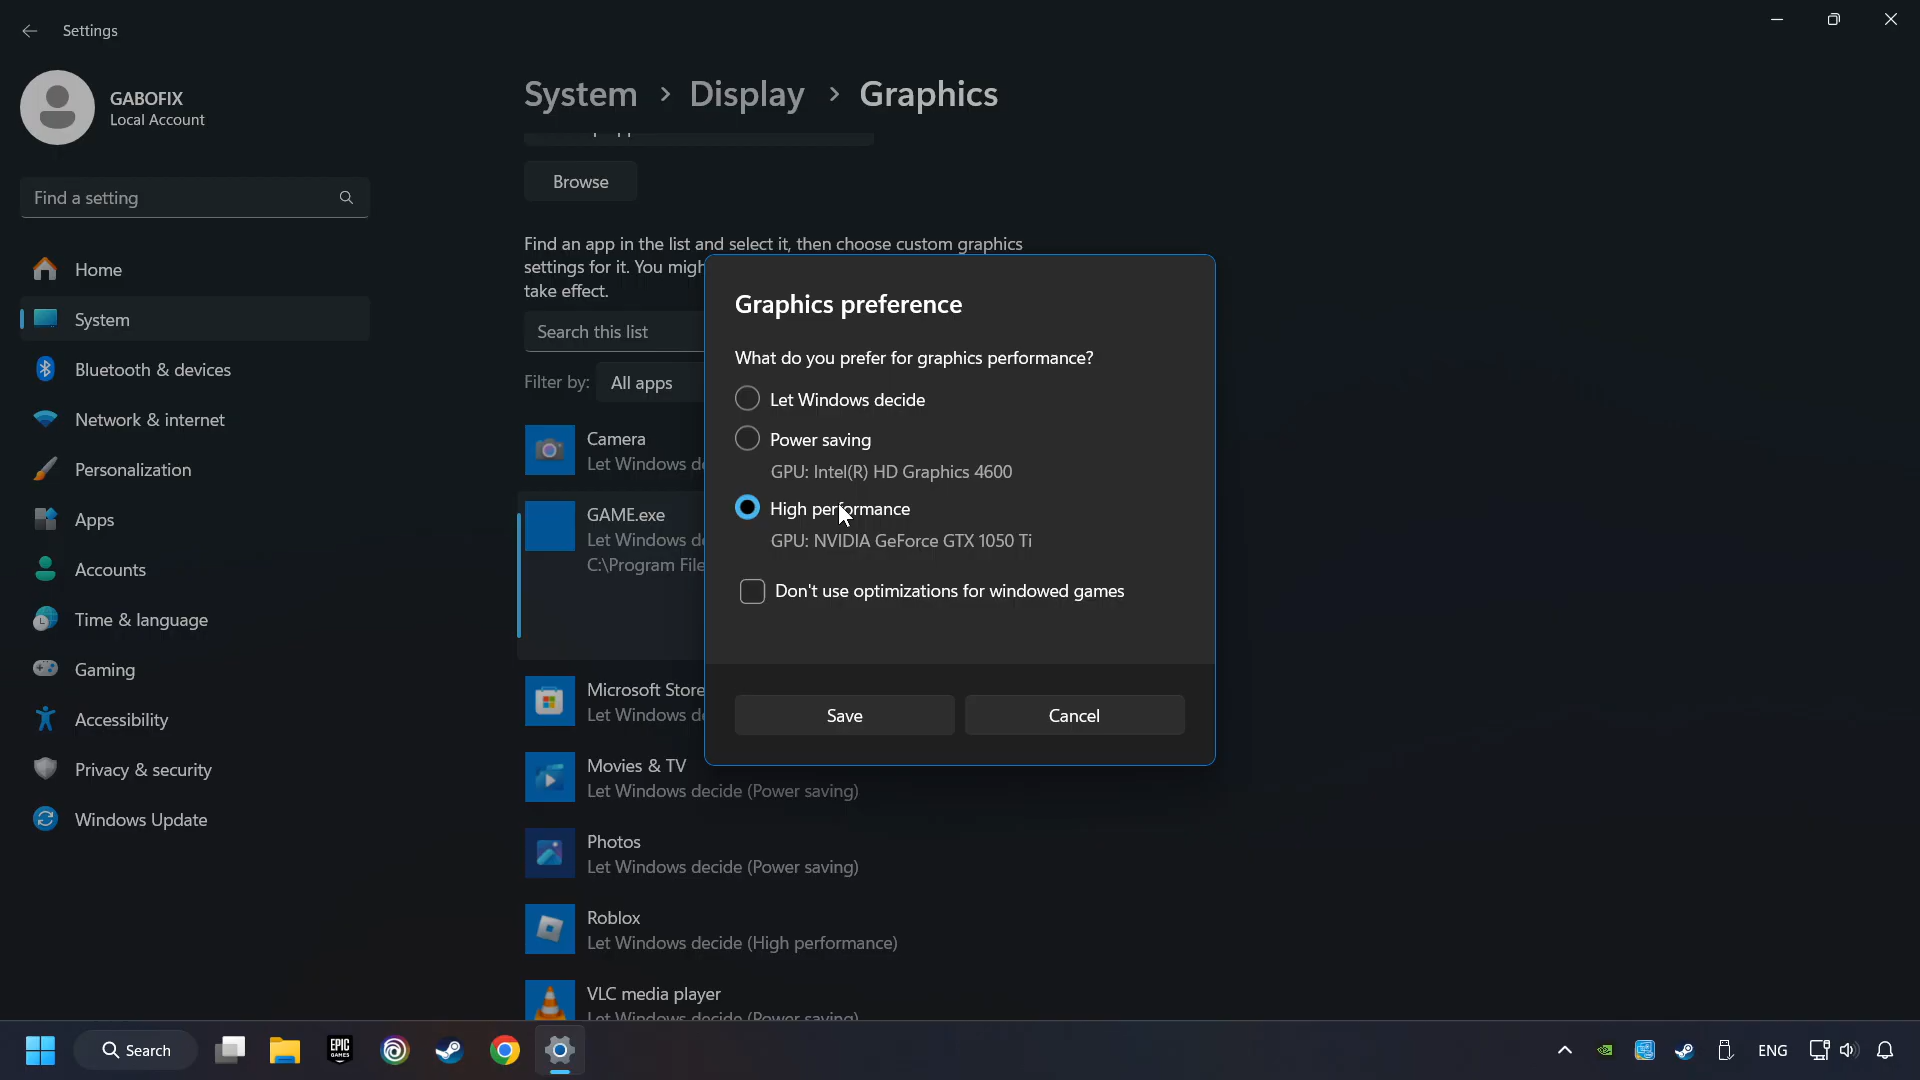 Settings
GABOFIX
Local Account
Find a setting
Home
System
Bluetooth & devices
Network & internet
Personalization
Apps
Accounts
Time & language
Gaming
Accessibility
Privacy & security
Windows Update
System > Display > Graphics
Browse
Find an app in the list and select it, then choose custom graphics
settings for it. You migh
take effect.
Search this list
Filter by: All apps
Camera
Let Windows de
GAME.exe
Let Windows de
C:\Program File
Microsoft Store
Let Windows de
Movies & TV
Let Windows decide (Power saving)
Photos
Let Windows decide (Power saving)
Roblox
Let Windows decide (High performance)
VLC media player
Let Windows decide (Power saving)
Graphics preference
What do you prefer for graphics performance?
Let Windows decide
Power saving
GPU: Intel(R) HD Graphics 4600
High performance
GPU: NVIDIA GeForce GTX 1050 Ti
Don't use optimizations for windowed games
Save
Cancel
Search
EPIC
GAMES
ENG